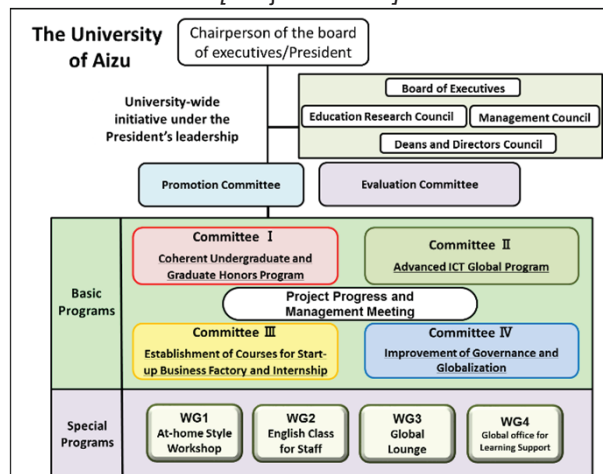 The University
of Aizu
Chairperson of the board
of executives/President
University-wide
initiative under the
President's leadership
Board of Executives
Education Research Council
Management Council
Deans and Directors Council
Promotion Committee
Evaluation Committee
Basic
Programs
Committee Ⅰ
Coherent Undergraduate and
Graduate Honors Program
Committee Ⅱ
Advanced ICT Global Program
Project Progress and
Management Meeting
Committee Ⅲ
Establishment of Courses for Start-
up Business Factory and Internship
Committee Ⅳ
Improvement of Governance and
Globalization
Special
Programs
WG1
At-home Style
Workshop
WG2
English Class
for Staff
WG3
Global
Lounge
WG4
Global office for
Learning Support